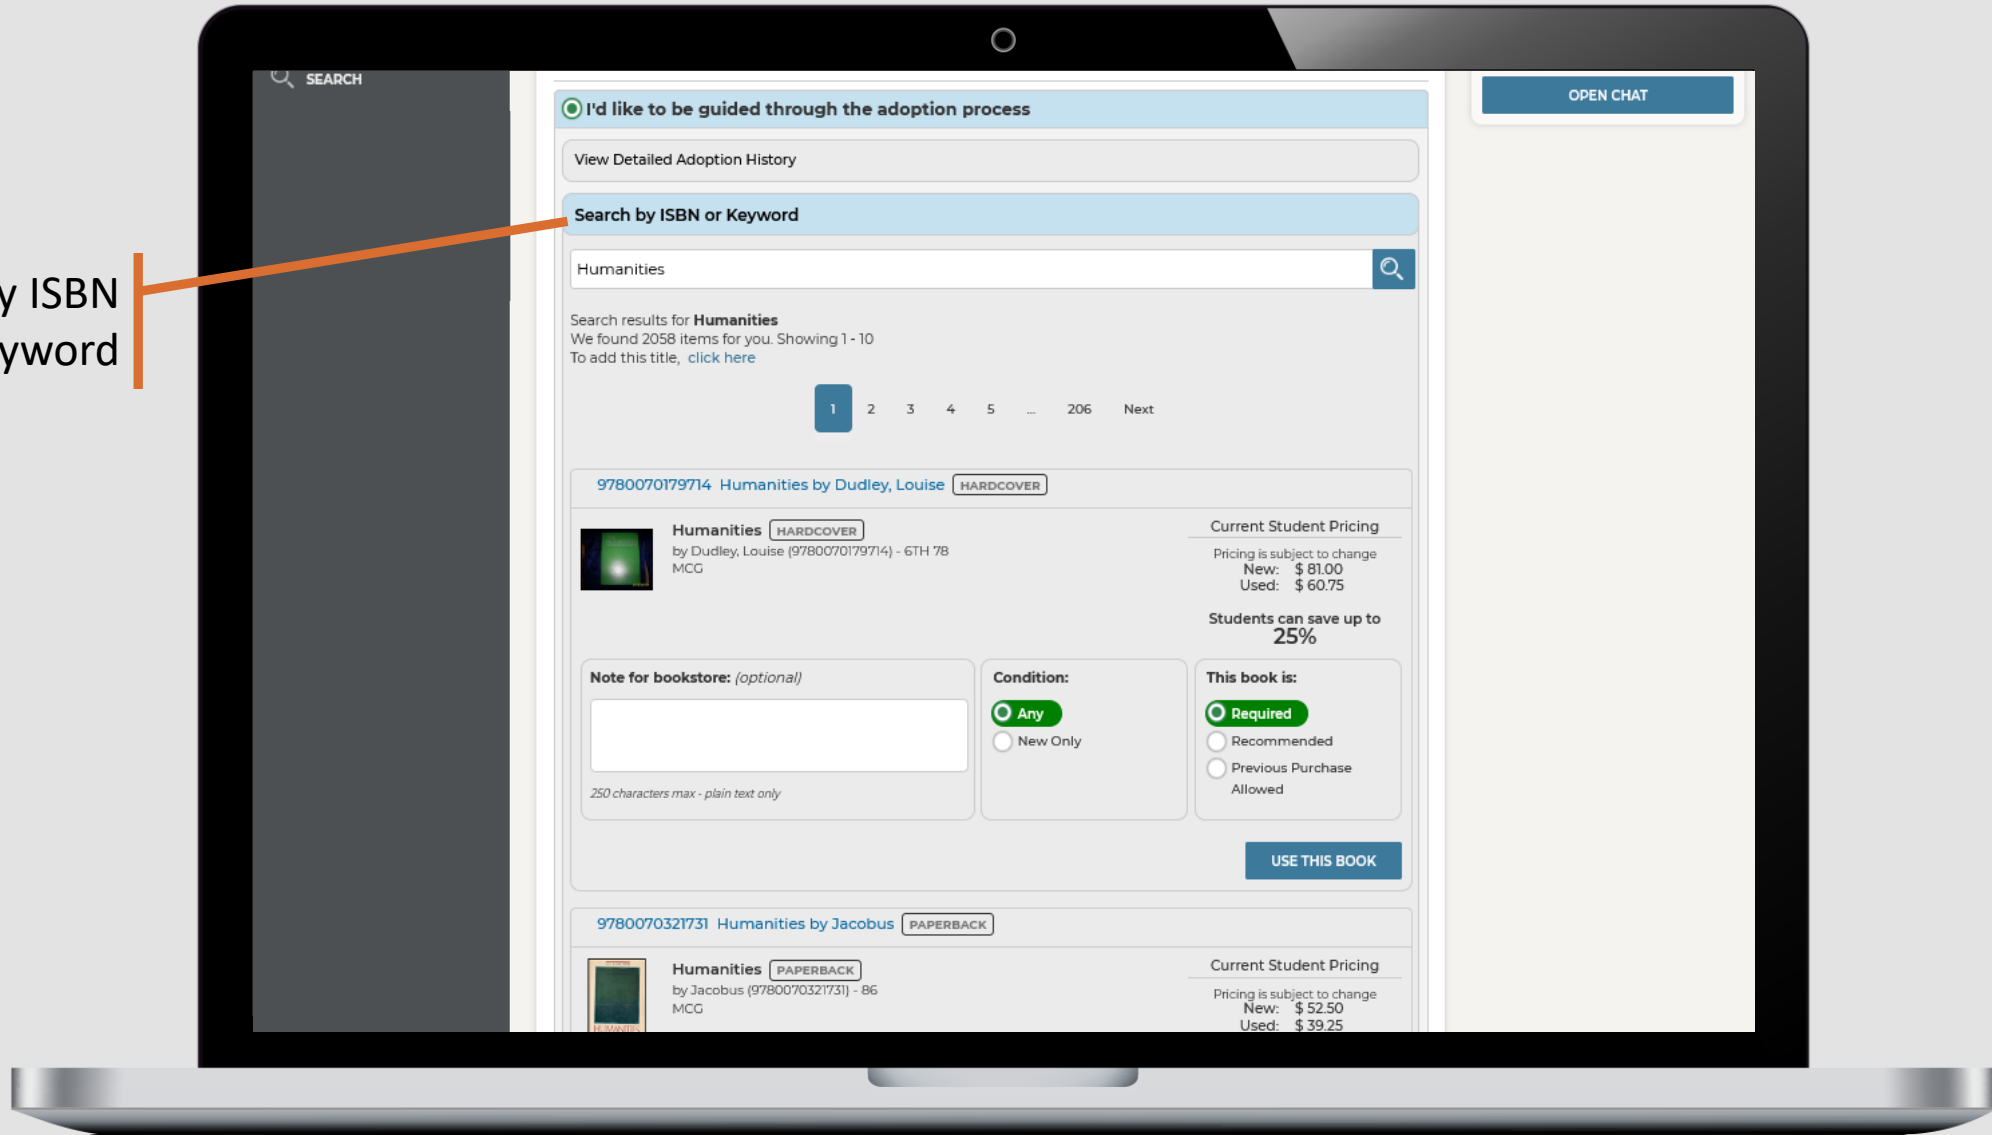 SEARCH
OPEN CHAT
I'd like to be guided through the adoption process
View Detailed Adoption History
Search by ISBN or Keyword
y ISBN
yword
Humanities
Search results for Humanities
We found 2058 items for you. Showing 1 - 10
To add this title, click here
1 2 3 4 5 ... 206 Next
9780070179714 Humanities by Dudley, Louise HARDCOVER
Humanities HARDCOVER
by Dudley, Louise (9780070179714) - 6TH 78
MCG
Current Student Pricing
Pricing is subject to change
New: $ 81.00
Used: $ 60.75
Students can save up to
25%
Note for bookstore: (optional)
250 characters max - plain text only
Condition:
Any
New Only
This book is:
Required
Recommended
Previous Purchase
Allowed
USE THIS BOOK
9780070321731 Humanities by Jacobus PAPERBACK
Humanities PAPERBACK
by Jacobus (9780070321731) - 86
MCG
HUMANITIES
Current Student Pricing
Pricing is subject to change
New: $ 52.50
Used: $ 39.25